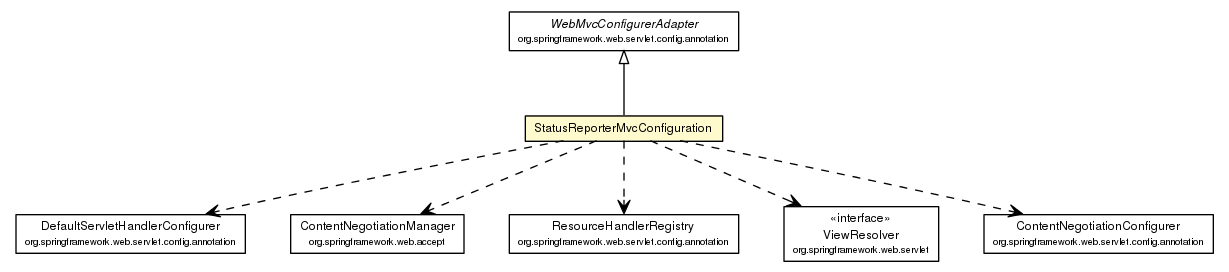 WebMvcConfigurerAdapter
org.springframework.web.servlet.config.annotation
StatusReporterMvcConfiguration
DefaultServletHandlerConfigurer
org.springframework.web.servlet.config.annotation
ContentNegotiationManager
org.springframework.web.accept
ResourceHandlerRegistry
org.springframework.web.servlet.config.annotation
«interface»
ViewResolver
org.springframework.web.servlet
ContentNegotiationConfigurer
org.springframework.web.servlet.config.annotation